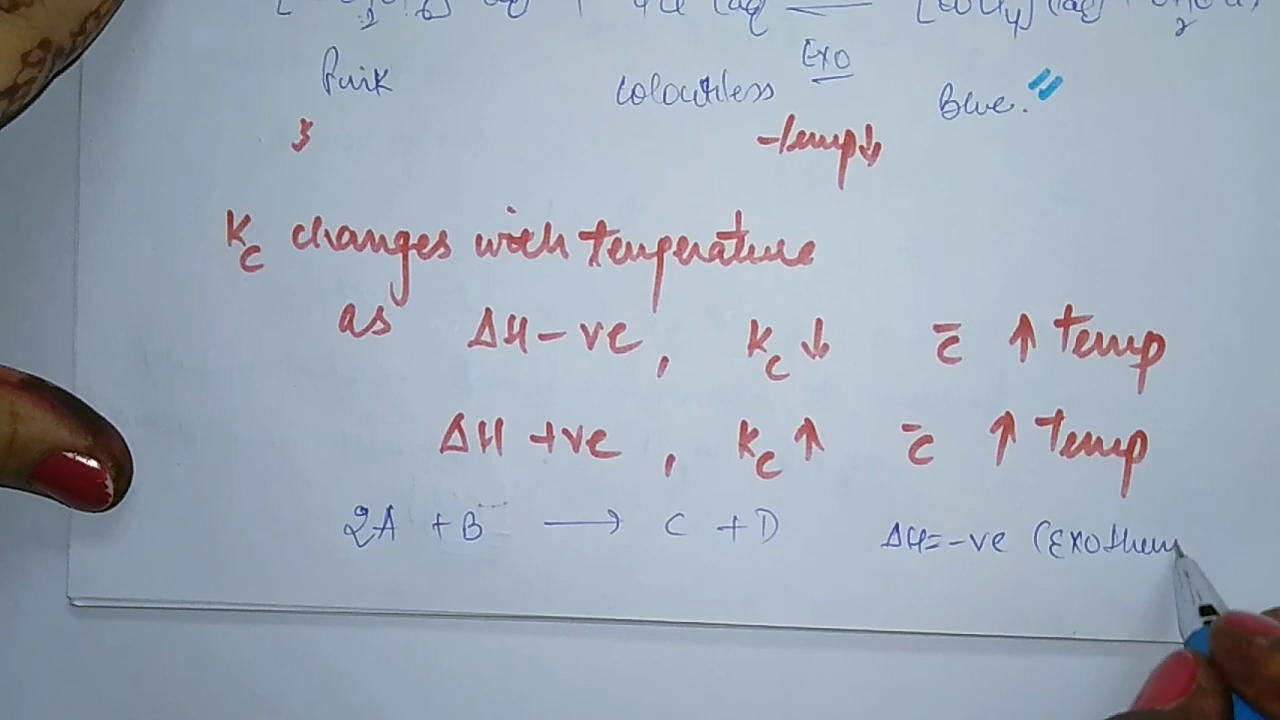 Exo
Pink colourless Blue.
temp↓
Kc changes with temperature
as ΔH -ve, Kc↓ c̄ ↑ temp
ΔH +ve, Kc↑ c̄ ↑ temp
2A + B → C + D ΔH = -ve (Exotherm